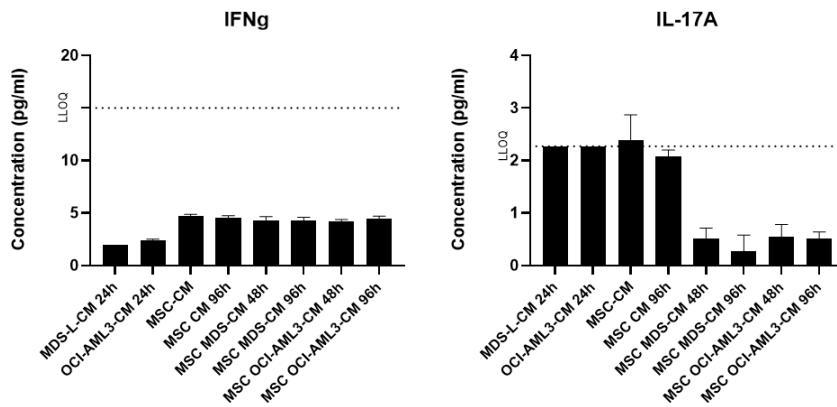 IFNg
Concentration (pg/ml)
20
15
10
5
0
LLOQ
MDS-L-CM 24h
OCI-AML3-CM 24h
MSC-CM
MSC CM 96h
MSC MDS-CM 48h
MSC MDS-CM 96h
MSC OCI-AML3-CM 48h
MSC OCI-AML3-CM 96h
IL-17A
Concentration (pg/ml)
4
3
2
1
0
LLOQ
MDS-L-CM 24h
OCI-AML3-CM 24h
MSC-CM
MSC CM 96h
MSC MDS-CM 48h
MSC MDS-CM 96h
MSC OCI-AML3-CM 48h
MSC OCI-AML3-CM 96h